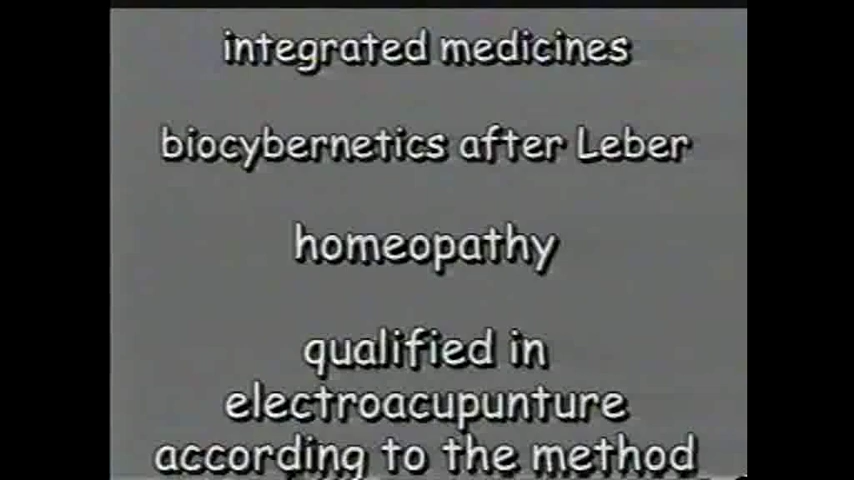 integrated medicines
biocybernetics after Leber
homeopathy
qualified in
electroacupunture
according to the method